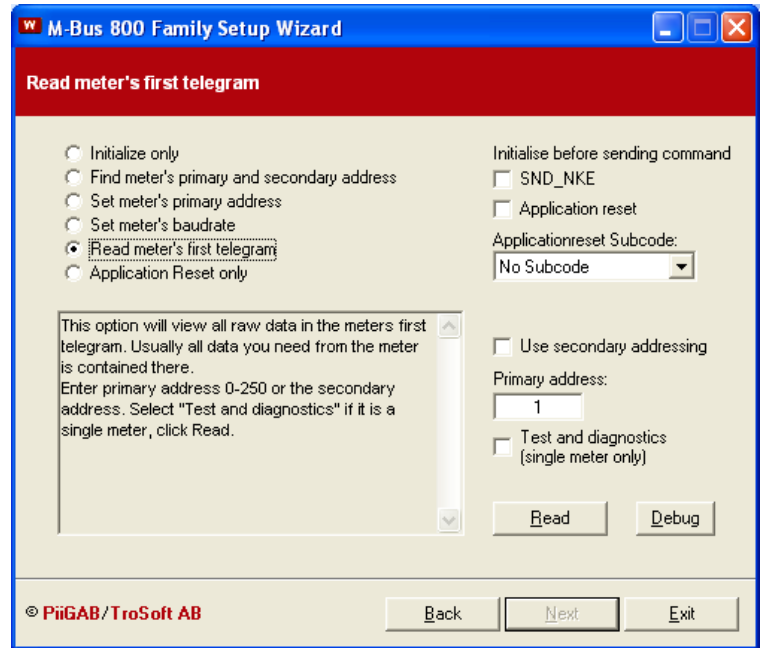 W M-Bus 800 Family Setup Wizard
Read meter's first telegram
Initialize only
Find meter's primary and secondary address
Set meter's primary address
Set meter's baudrate
Read meter's first telegram
Application Reset only
This option will view all raw data in the meters first
telegram. Usually all data you need from the meter
is contained there.
Enter primary address 0-250 or the secondary
address. Select "Test and diagnostics" if it is a
single meter, click Read.
Initialise before sending command
SND_NKE
Application reset
Applicationreset Subcode:
No Subcode
Use secondary addressing
Primary address:
1
Test and diagnostics
(single meter only)
Read Debug
© PiiGAB/TroSoft AB Back Next Exit